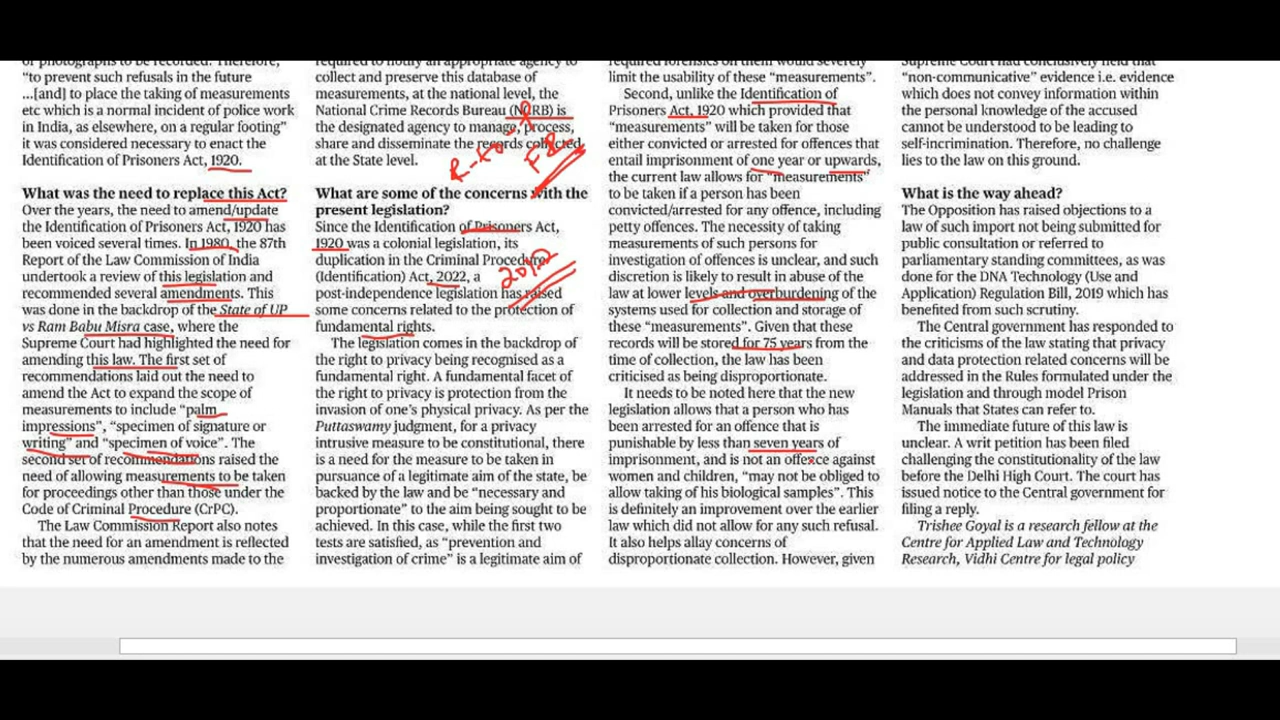 of photographs to be recorded. Therefore,
"to prevent such refusals in the future
...[and] to place the taking of measurements
etc which is a normal incident of police work
in India, as elsewhere, on a regular footing"
it was considered necessary to enact the
Identification of Prisoners Act, 1920.
What was the need to replace this Act?
Over the years, the need to amend/update
the Identification of Prisoners Act, 1920 has
been voiced several times. In 1980, the 87th
Report of the Law Commission of India
undertook a review of this legislation and
recommended several amendments. This
was done in the backdrop of the State of UP
vs Ram Babu Misra case, where the
Supreme Court had highlighted the need for
amending this law. The first set of
recommendations laid out the need to
amend the Act to expand the scope of
measurements to include "palm
impressions", "specimen of signature or
writing" and "specimen of voice". The
second set of recommendations raised the
need of allowing measurements to be taken
for proceedings other than those under the
Code of Criminal Procedure (CrPC).
The Law Commission Report also notes
that the need for an amendment is reflected
by the numerous amendments made to the
required to notify an appropriate agency to
collect and preserve this database of
measurements, at the national level, the
National Crime Records Bureau (NCRB) is
the designated agency to manage, process,
share and disseminate the records collected
at the State level.
What are some of the concerns with the
present legislation?
Since the Identification of Prisoners Act,
1920 was a colonial legislation, its
duplication in the Criminal Procedure
(Identification) Act, 2022, a
post-independence legislation has raised
some concerns related to the protection of
fundamental rights.
The legislation comes in the backdrop of
the right to privacy being recognised as a
fundamental right. A fundamental facet of
the right to privacy is protection from the
invasion of one's physical privacy. As per the
Puttaswamy judgment, for a privacy
intrusive measure to be constitutional, there
is a need for the measure to be taken in
pursuance of a legitimate aim of the state, be
backed by the law and be "necessary and
proportionate" to the aim being sought to be
achieved. In this case, while the first two
tests are satisfied, as "prevention and
investigation of crime" is a legitimate aim of
required forensics on them would severely
limit the usability of these "measurements".
Second, unlike the Identification of
Prisoners Act, 1920 which provided that
"measurements" will be taken for those
either convicted or arrested for offences that
entail imprisonment of one year or upwards,
the current law allows for "measurements"
to be taken if a person has been
convicted/arrested for any offence, including
petty offences. The necessity of taking
measurements of such persons for
investigation of offences is unclear, and such
discretion is likely to result in abuse of the
law at lower levels and overburdening of the
systems used for collection and storage of
these "measurements". Given that these
records will be stored for 75 years from the
time of collection, the law has been
criticised as being disproportionate.
It needs to be noted here that the new
legislation allows that a person who has
been arrested for an offence that is
punishable by less than seven years of
imprisonment, and is not an offence against
women and children, "may not be obliged to
allow taking of his biological samples". This
is definitely an improvement over the earlier
law which did not allow for any such refusal.
It also helps allay concerns of
disproportionate collection. However, given
Supreme Court had conclusively held that
"non-communicative" evidence i.e. evidence
which does not convey information within
the personal knowledge of the accused
cannot be understood to be leading to
self-incrimination. Therefore, no challenge
lies to the law on this ground.
What is the way ahead?
The Opposition has raised objections to a
law of such import not being submitted for
public consultation or referred to
parliamentary standing committees, as was
done for the DNA Technology (Use and
Application) Regulation Bill, 2019 which has
benefited from such scrutiny.
The Central government has responded to
the criticisms of the law stating that privacy
and data protection related concerns will be
addressed in the Rules formulated under the
legislation and through model Prison
Manuals that States can refer to.
The immediate future of this law is
unclear. A writ petition has been filed
challenging the constitutionality of the law
before the Delhi High Court. The court has
issued notice to the Central government for
filing a reply.
Trishee Goyal is a research fellow at the
Centre for Applied Law and Technology
Research, Vidhi Centre for legal policy